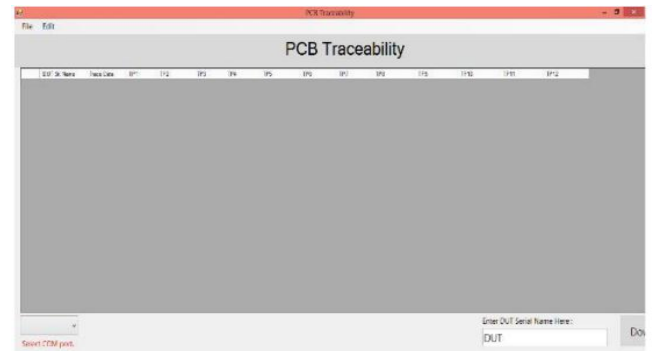 PCB Traceability
File Edit
PCB Traceability
DUT Sr. Name TP1 TP2 TP3 TP4 TP5 TP6 TP7 TP8 TP9 TP10 TP11 TP12
Enter DUT Serial Name Here:
DUT
Select COM port.